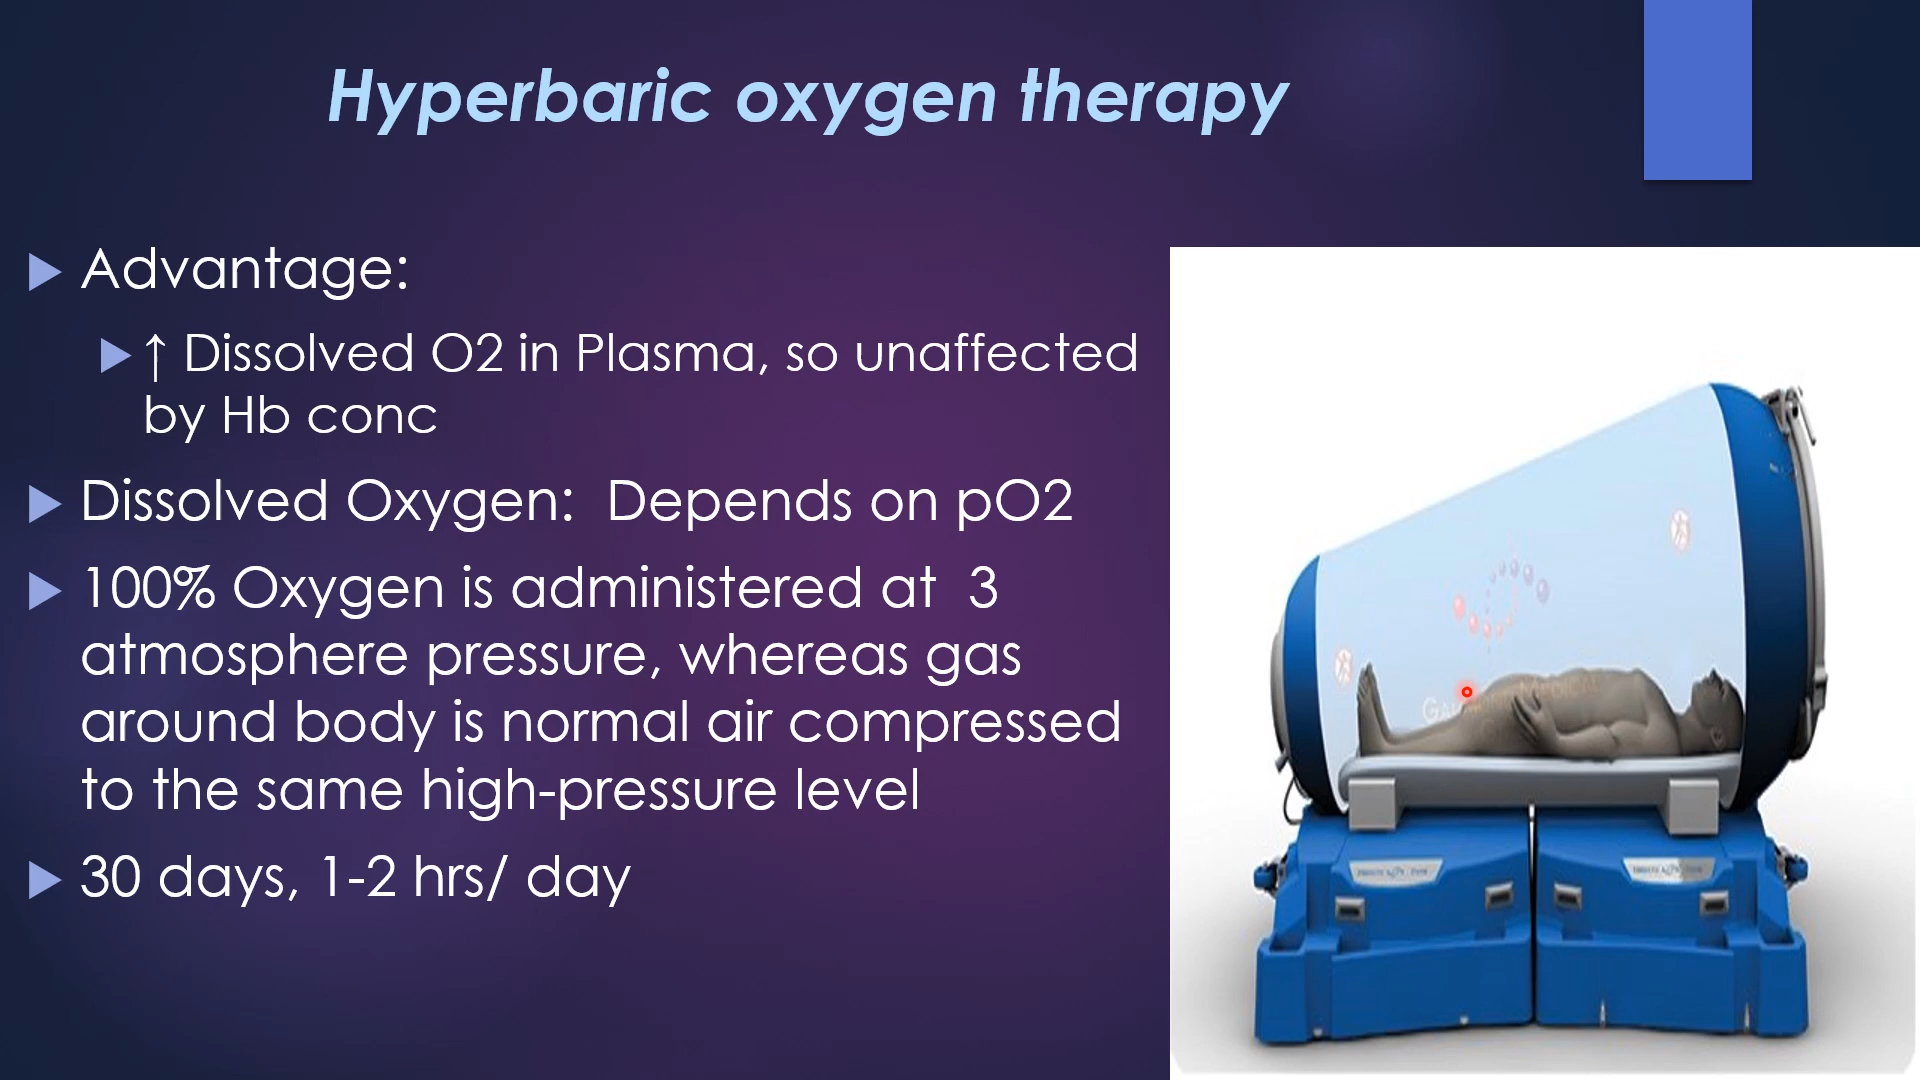 Hyperbaric oxygen therapy
Advantage:
↑ Dissolved O2 in Plasma, so unaffected
by Hb conc
Dissolved Oxygen:  Depends on pO2
100% Oxygen is administered at  3
atmosphere pressure, whereas gas
around body is normal air compressed
to the same high-pressure level
30 days, 1-2 hrs/ day